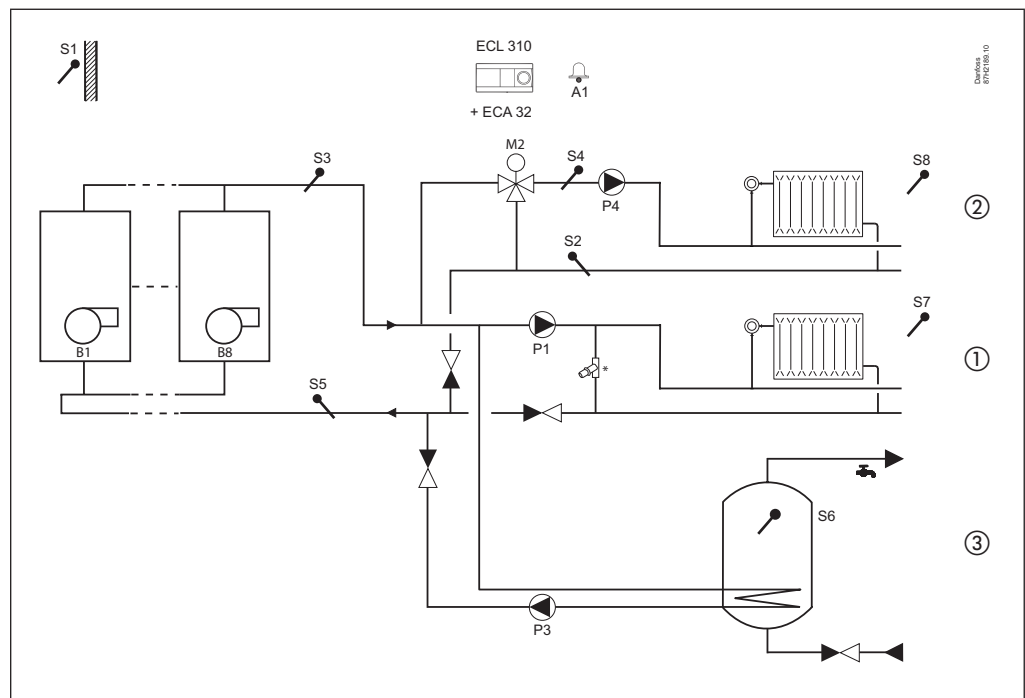 S1
ECL 310
A1
+ ECA 32
Danfoss
87H2189.10
M2
S3
S4
P4
S8
②
S2
B1
B8
P1
*
S7
①
S5
S6
③
P3